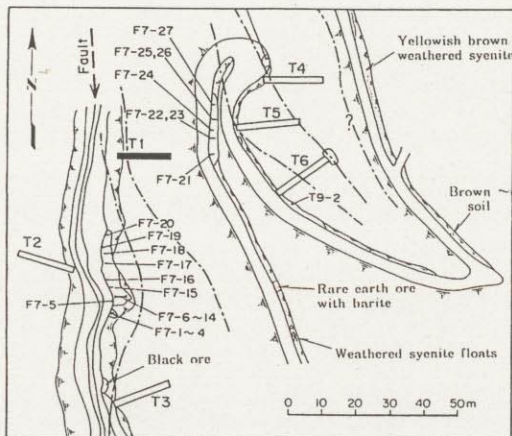 F7-27
F7-25, 26
F7-24
F7-22, 23
T1
F7-21
N
Fault
T4
T5
T6
T9-2
?
Yellowish brown
weathered syenite
Brown
soil
T2
F7-20
F7-19
F7-18
F7-17
F7-16
F7-15
F7-5
F7-6~14
F7-1~4
Black ore
T3
Rare earth ore
with barite
Weathered syenite floats
0 10 20 30 40 50m